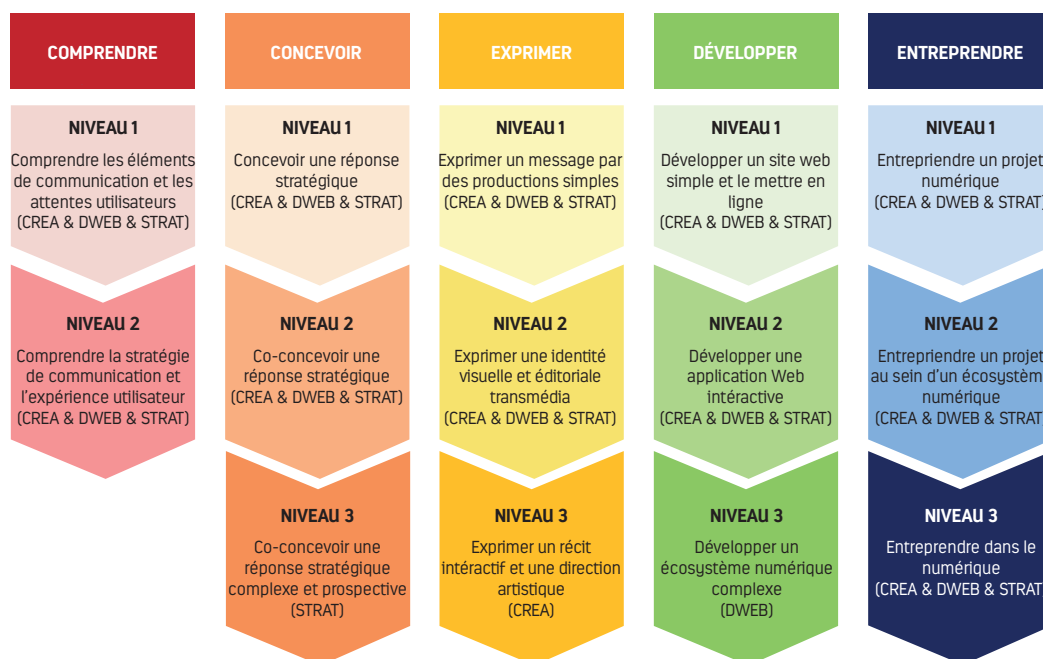 COMPRENDRE
NIVEAU 1
Comprendre les éléments
de communication et les
attentes utilisateurs
(CREA & DWEB & STRAT)
NIVEAU 2
Comprendre la stratégie
de communication et
l'expérience utilisateur
(CREA & DWEB & STRAT)
CONCEVOIR
NIVEAU 1
Concevoir une réponse
stratégique
(CREA & DWEB & STRAT)
NIVEAU 2
Co-concevoir une
réponse stratégique
(CREA & DWEB & STRAT)
NIVEAU 3
Co-concevoir une
réponse stratégique
complexe et prospective
(STRAT)
EXPRIMER
NIVEAU 1
Exprimer un message par
des productions simples
(CREA & DWEB & STRAT)
NIVEAU 2
Exprimer une identité
visuelle et éditoriale
transmédia
(CREA & DWEB & STRAT)
NIVEAU 3
Exprimer un récit
intéractif et une direction
artistique
(CREA)
DÉVELOPPER
NIVEAU 1
Développer un site web
simple et le mettre en
ligne
(CREA & DWEB & STRAT)
NIVEAU 2
Développer une
application Web
intéractive
(CREA & DWEB & STRAT)
NIVEAU 3
Développer un
écosystème numérique
complexe
(DWEB)
ENTREPRENDRE
NIVEAU 1
Entrepriendre un projet
numérique
(CREA & DWEB & STRAT)
NIVEAU 2
Entrepriendre un projet
au sein d'un écosystème
numérique
(CREA & DWEB & STRAT)
NIVEAU 3
Entreprendre dans le
numérique
(CREA & DWEB & STRAT)